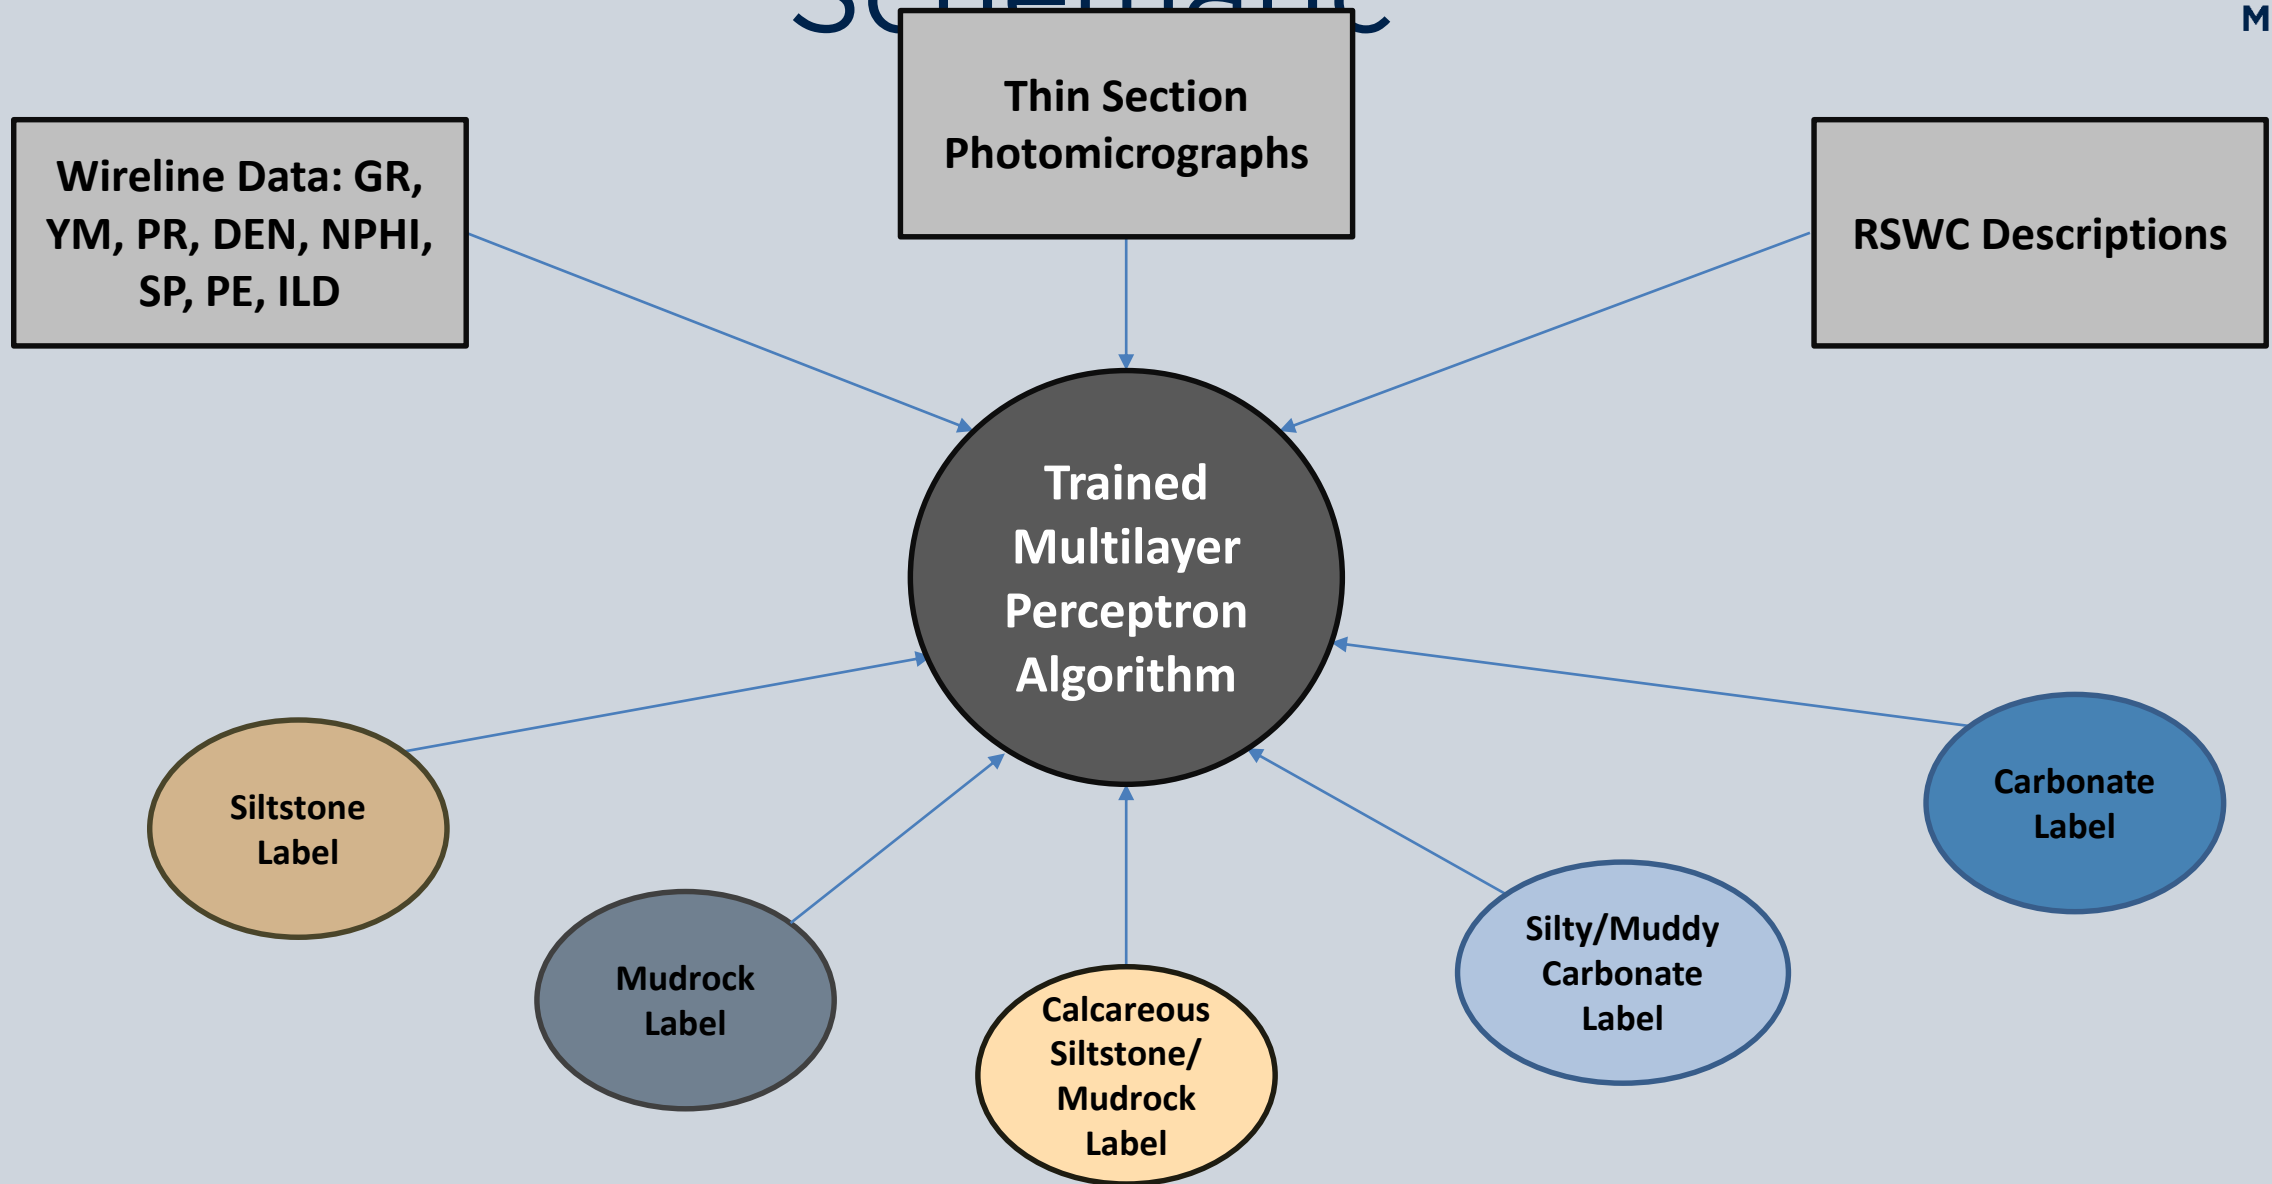 Schematic
M
Thin Section
Photomicrographs
Wireline Data: GR,
YM, PR, DEN, NPHI,
SP, PE, ILD
RSWC Descriptions
Trained
Multilayer
Perceptron
Algorithm
Siltstone
Label
Mudrock
Label
Calcareous
Siltstone/
Mudrock
Label
Silty/Muddy
Carbonate
Label
Carbonate
Label